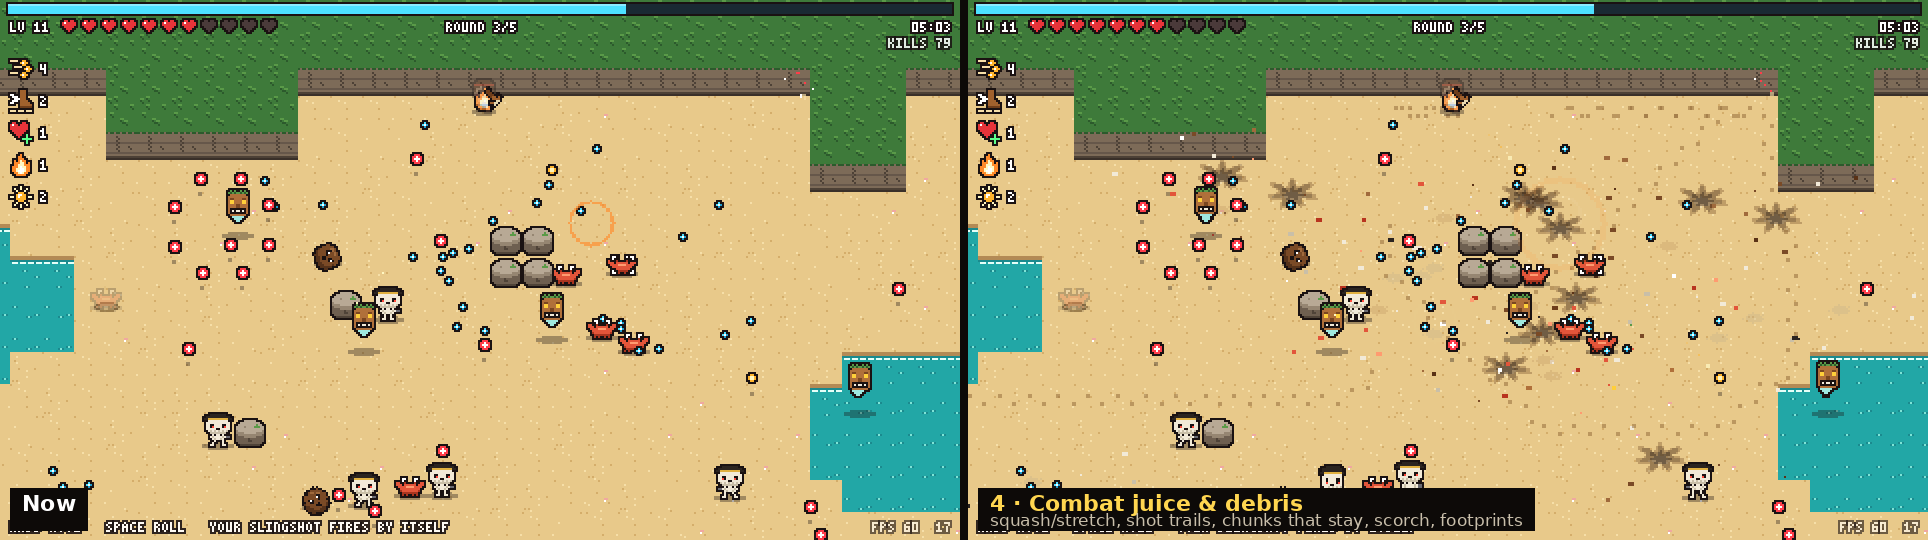 LV 11
ROUND 3/5
05:03
KILLS 79
4
2
1
1
2
Now
SPACE ROLL YOUR SLINGSHOT FIRES BY ITSELF
FPS 60 17
LV 11
ROUND 3/5
05:03
KILLS 79
4
2
1
1
2
4 · Combat juice & debris
squash/stretch, shot trails, chunks that stay, scorch, footprints
FPS 60 17